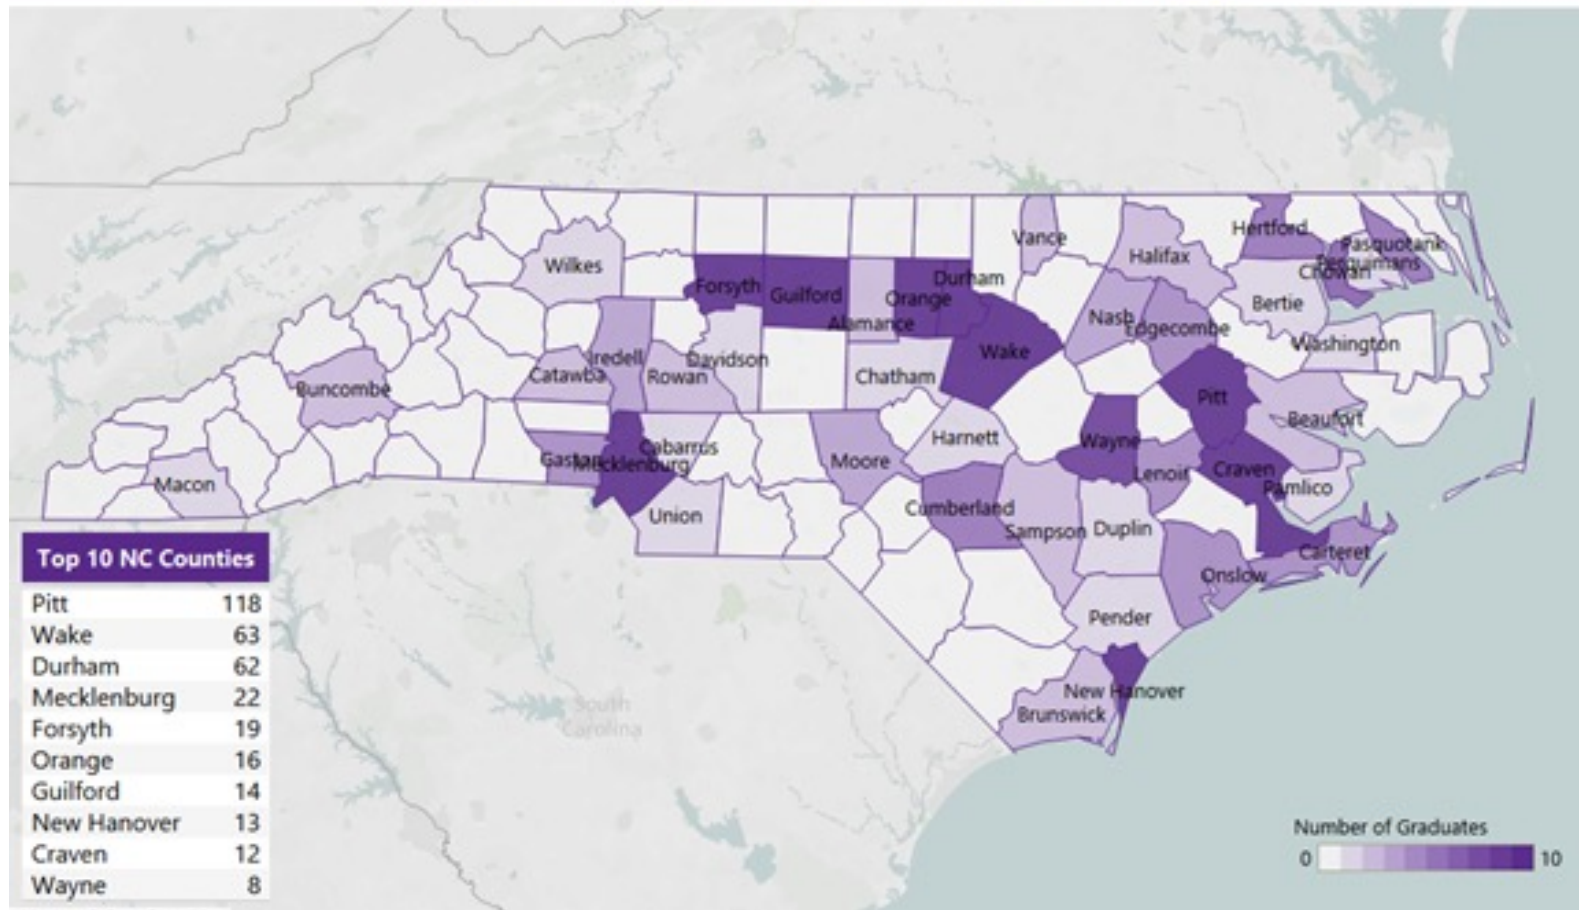 Vance
Hertford
Pasquotank
Perquimans
Chowan
Halifax
Wilkes
Forsyth
Guilford
Orange
Durham
Alamance
Bertie
Nash
Edgecombe
Washington
Wake
Buncombe
Catawba
Iredell
Rowan
Davidson
Chatham
Pitt
Beaufort
Harnett
Wayne
Cabarrus
Gaston
Mecklenburg
Moore
Lenoir
Craven
Pamlico
Macon
Union
Cumberland
Sampson
Duplin
Carteret
Onslow
Pender
New Hanover
Brunswick
South
Carolina
Top 10 NC Counties
Pitt 118
Wake 63
Durham 62
Mecklenburg 22
Forsyth 19
Orange 16
Guilford 14
New Hanover 13
Craven 12
Wayne 8
Number of Graduates
0 10